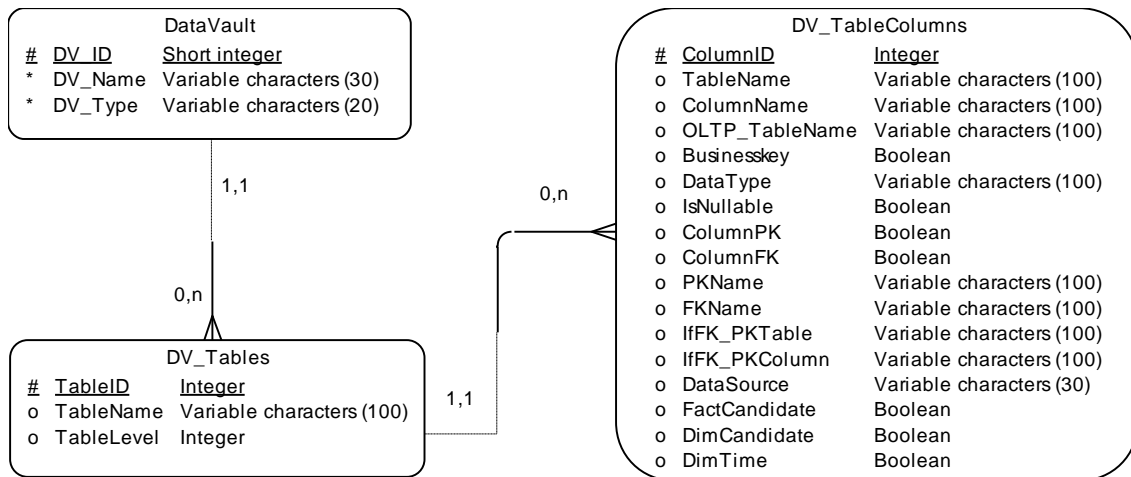 DataVault
# DV_ID Short integer
* DV_Name Variable characters (30)
* DV_Type Variable characters (20)
1,1
0,n
DV_Tables
# TableID Integer
o TableName Variable characters (100)
o TableLevel Integer
1,1
0,n
DV_TableColumns
# ColumnID Integer
o TableName Variable characters (100)
o ColumnName Variable characters (100)
o OLTP_TableName Variable characters (100)
o Businesskey Boolean
o DataType Variable characters (100)
o IsNullable Boolean
o ColumnPK Boolean
o ColumnFK Boolean
o PKName Variable characters (100)
o FKName Variable characters (100)
o IfFK_PKTable Variable characters (100)
o IfFK_PKColumn Variable characters (100)
o DataSource Variable characters (30)
o FactCandidate Boolean
o DimCandidate Boolean
o DimTime Boolean